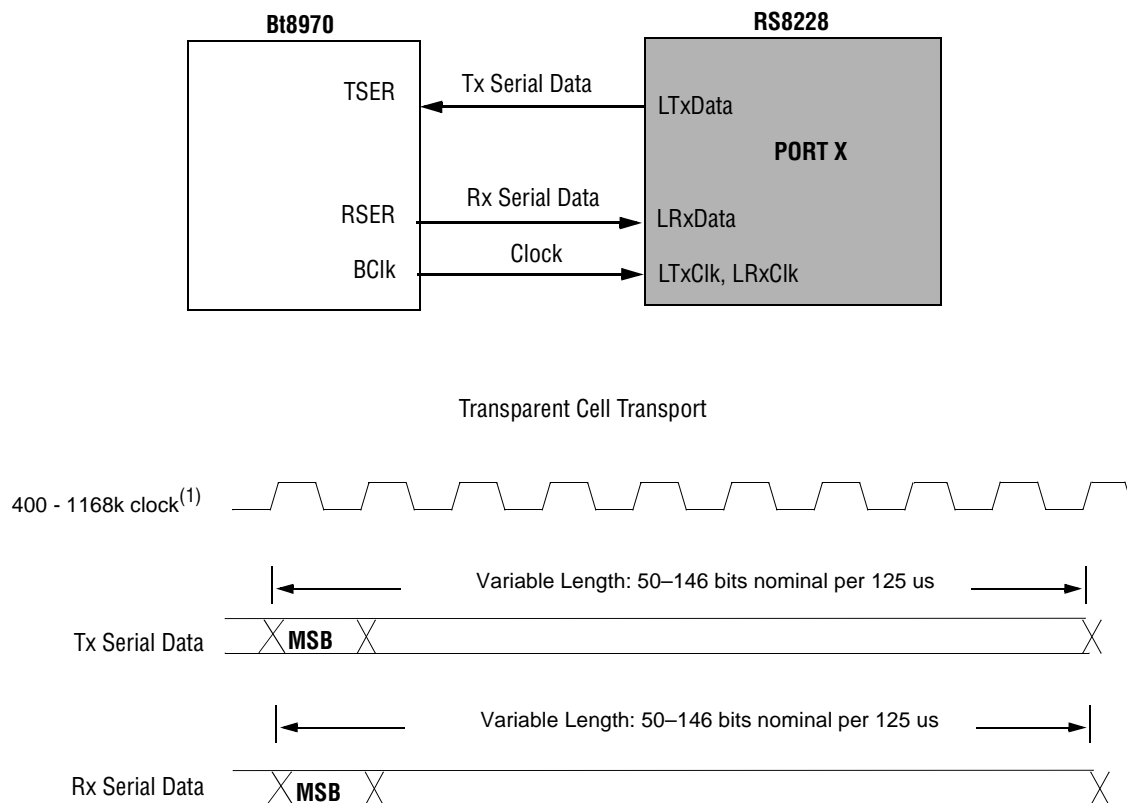 Bt8970
RS8228
TSER
Tx Serial Data
LTxData
PORT X
RSER
Rx Serial Data
LRxData
BClk
Clock
LTxClk, LRxClk
Transparent Cell Transport
400 - 1168k clock(1)
Variable Length: 50–146 bits nominal per 125 us
Tx Serial Data
MSB
Variable Length: 50–146 bits nominal per 125 us
Rx Serial Data
MSB